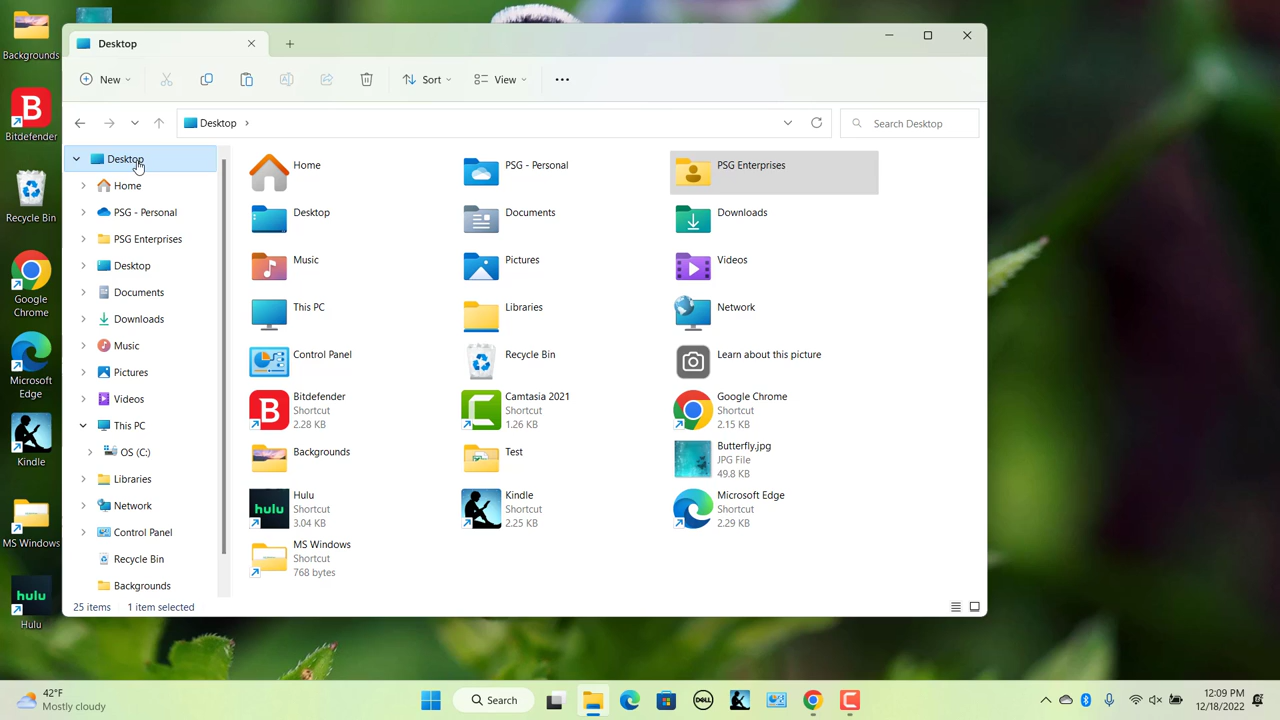 Desktop
New
Sort
View
Desktop
Search Desktop
Desktop
Home
PSG - Personal
PSG Enterprises
Desktop
Documents
Downloads
Music
Pictures
Videos
This PC
OS (C:)
Libraries
Network
Control Panel
Recycle Bin
Backgrounds
Home
PSG - Personal
PSG Enterprises
Desktop
Documents
Downloads
Music
Pictures
Videos
This PC
Libraries
Network
Control Panel
Recycle Bin
Learn about this picture
Bitdefender
Shortcut
2.28 KB
Camtasia 2021
Shortcut
1.26 KB
Google Chrome
Shortcut
2.15 KB
Backgrounds
Test
Butterfly.jpg
JPG File
49.8 KB
Hulu
Shortcut
3.04 KB
Kindle
Shortcut
2.25 KB
Microsoft Edge
Shortcut
2.29 KB
MS Windows
Shortcut
768 bytes
25 items
1 item selected
Backgrounds
B
Bitdefender
Recycle Bin
Google
Chrome
Microsoft
Edge
Kindle
MS Windows
hulu
Hulu
B
hulu
42°F
Mostly cloudy
Search
DELL
12:09 PM
12/18/2022